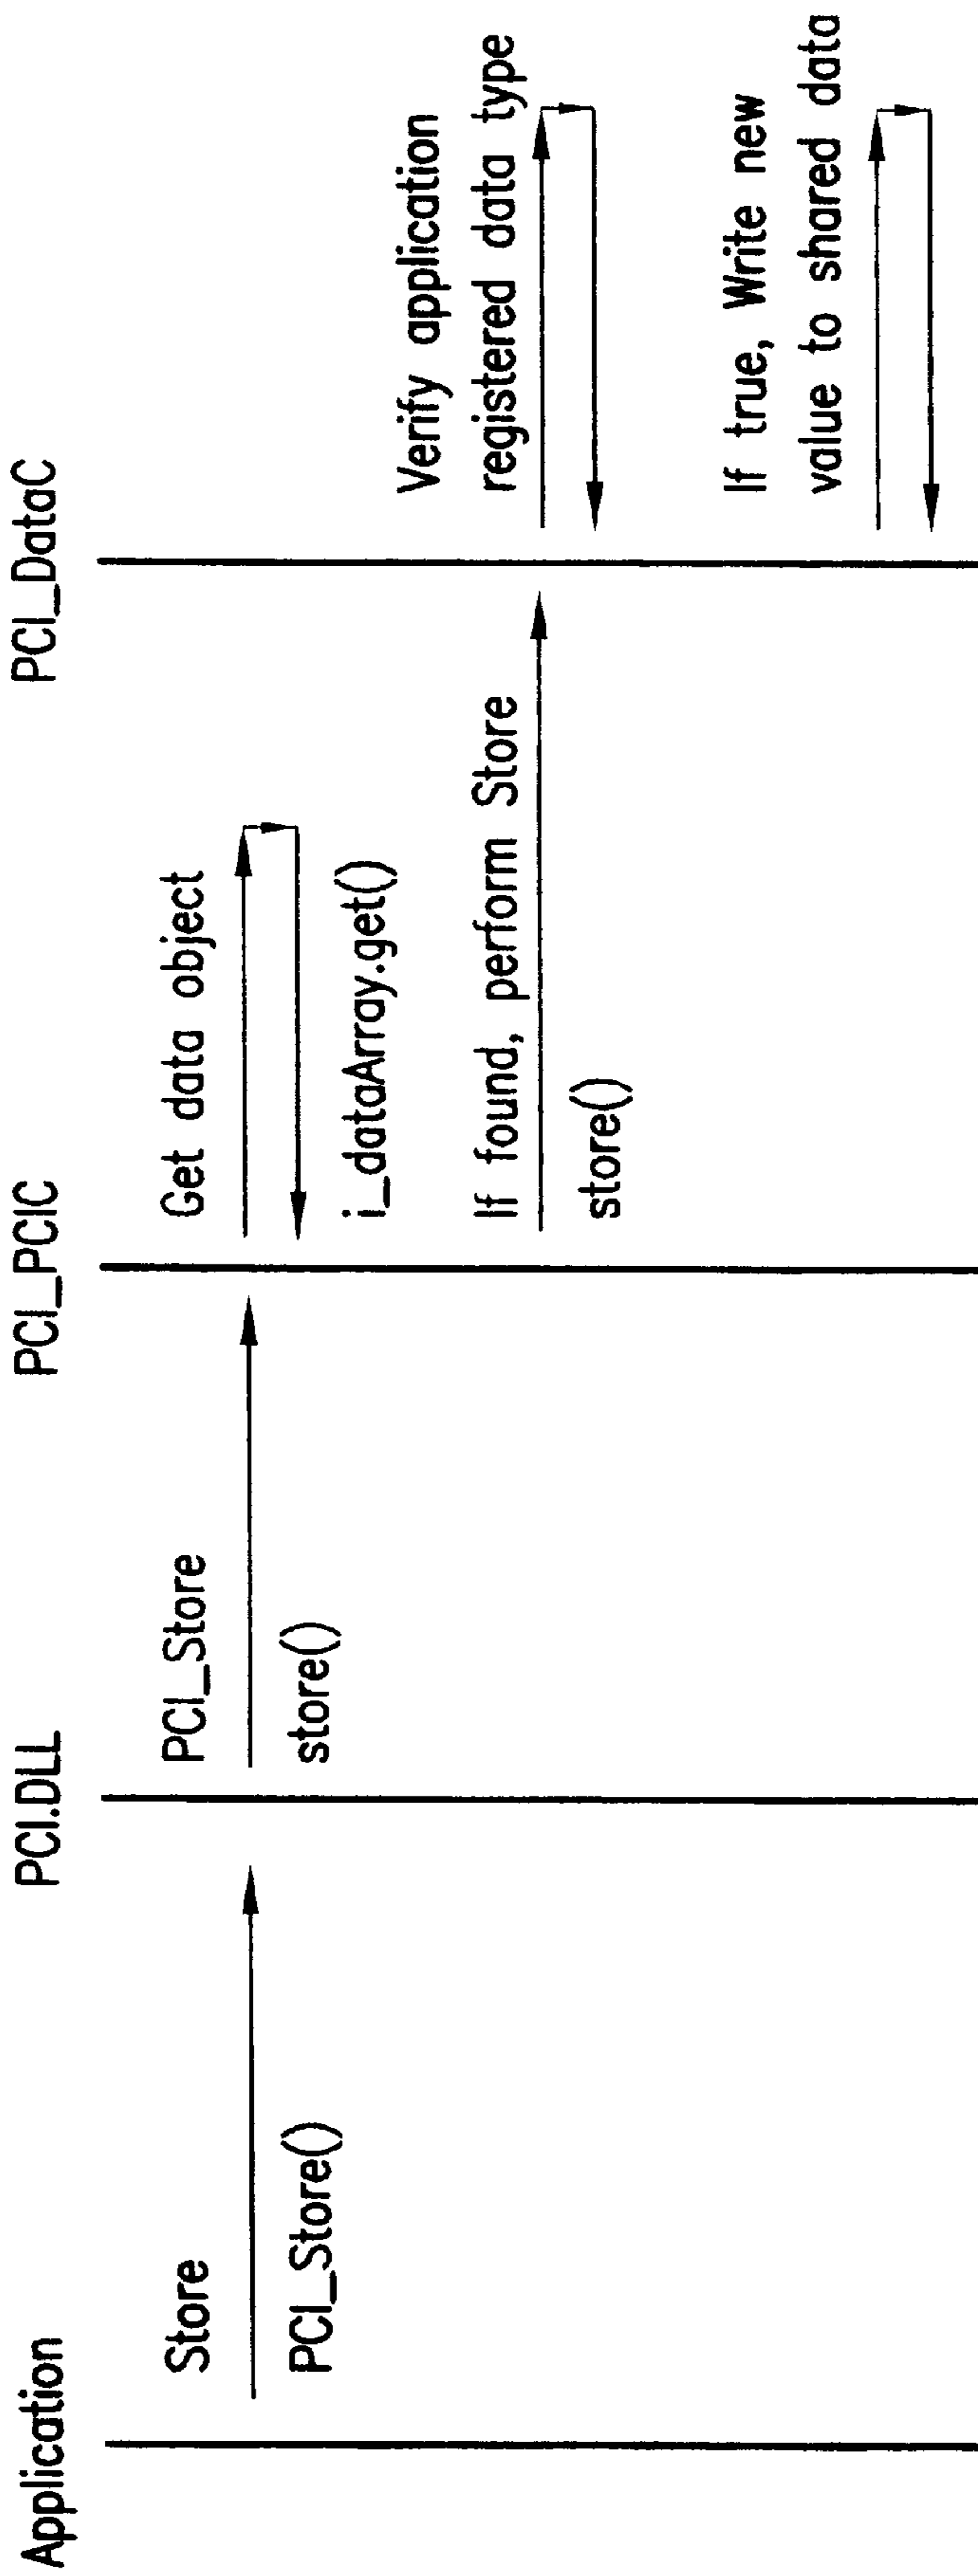 Application
PCI.DLL
PCI_PCIC
PCI_DataC
Store
PCI_Store()
PCI_Store
store()
Get data object
i_dataArray.get()
If found, perform Store
store()
Verify application
registered data type
If true, Write new
value to shared data